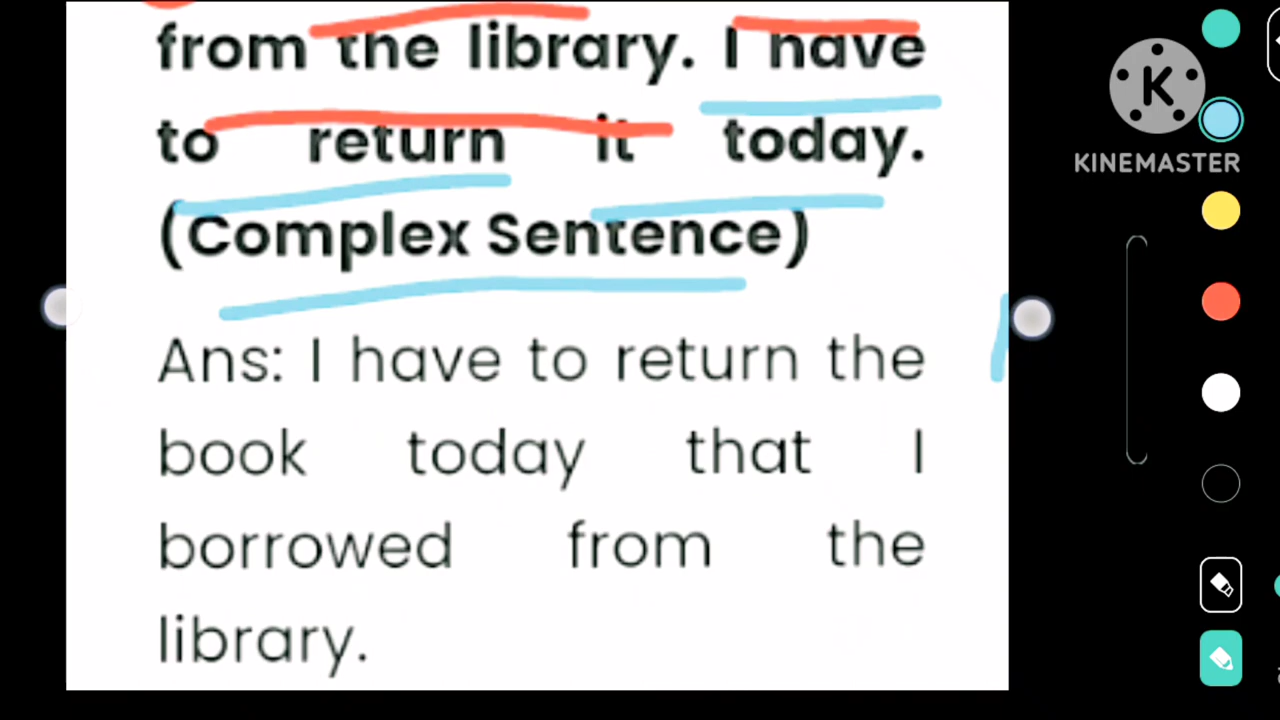 from the library. I have
to return it today.
(Complex Sentence)
Ans: I have to return the
book today that I
borrowed from the
library.
K
KINEMASTER